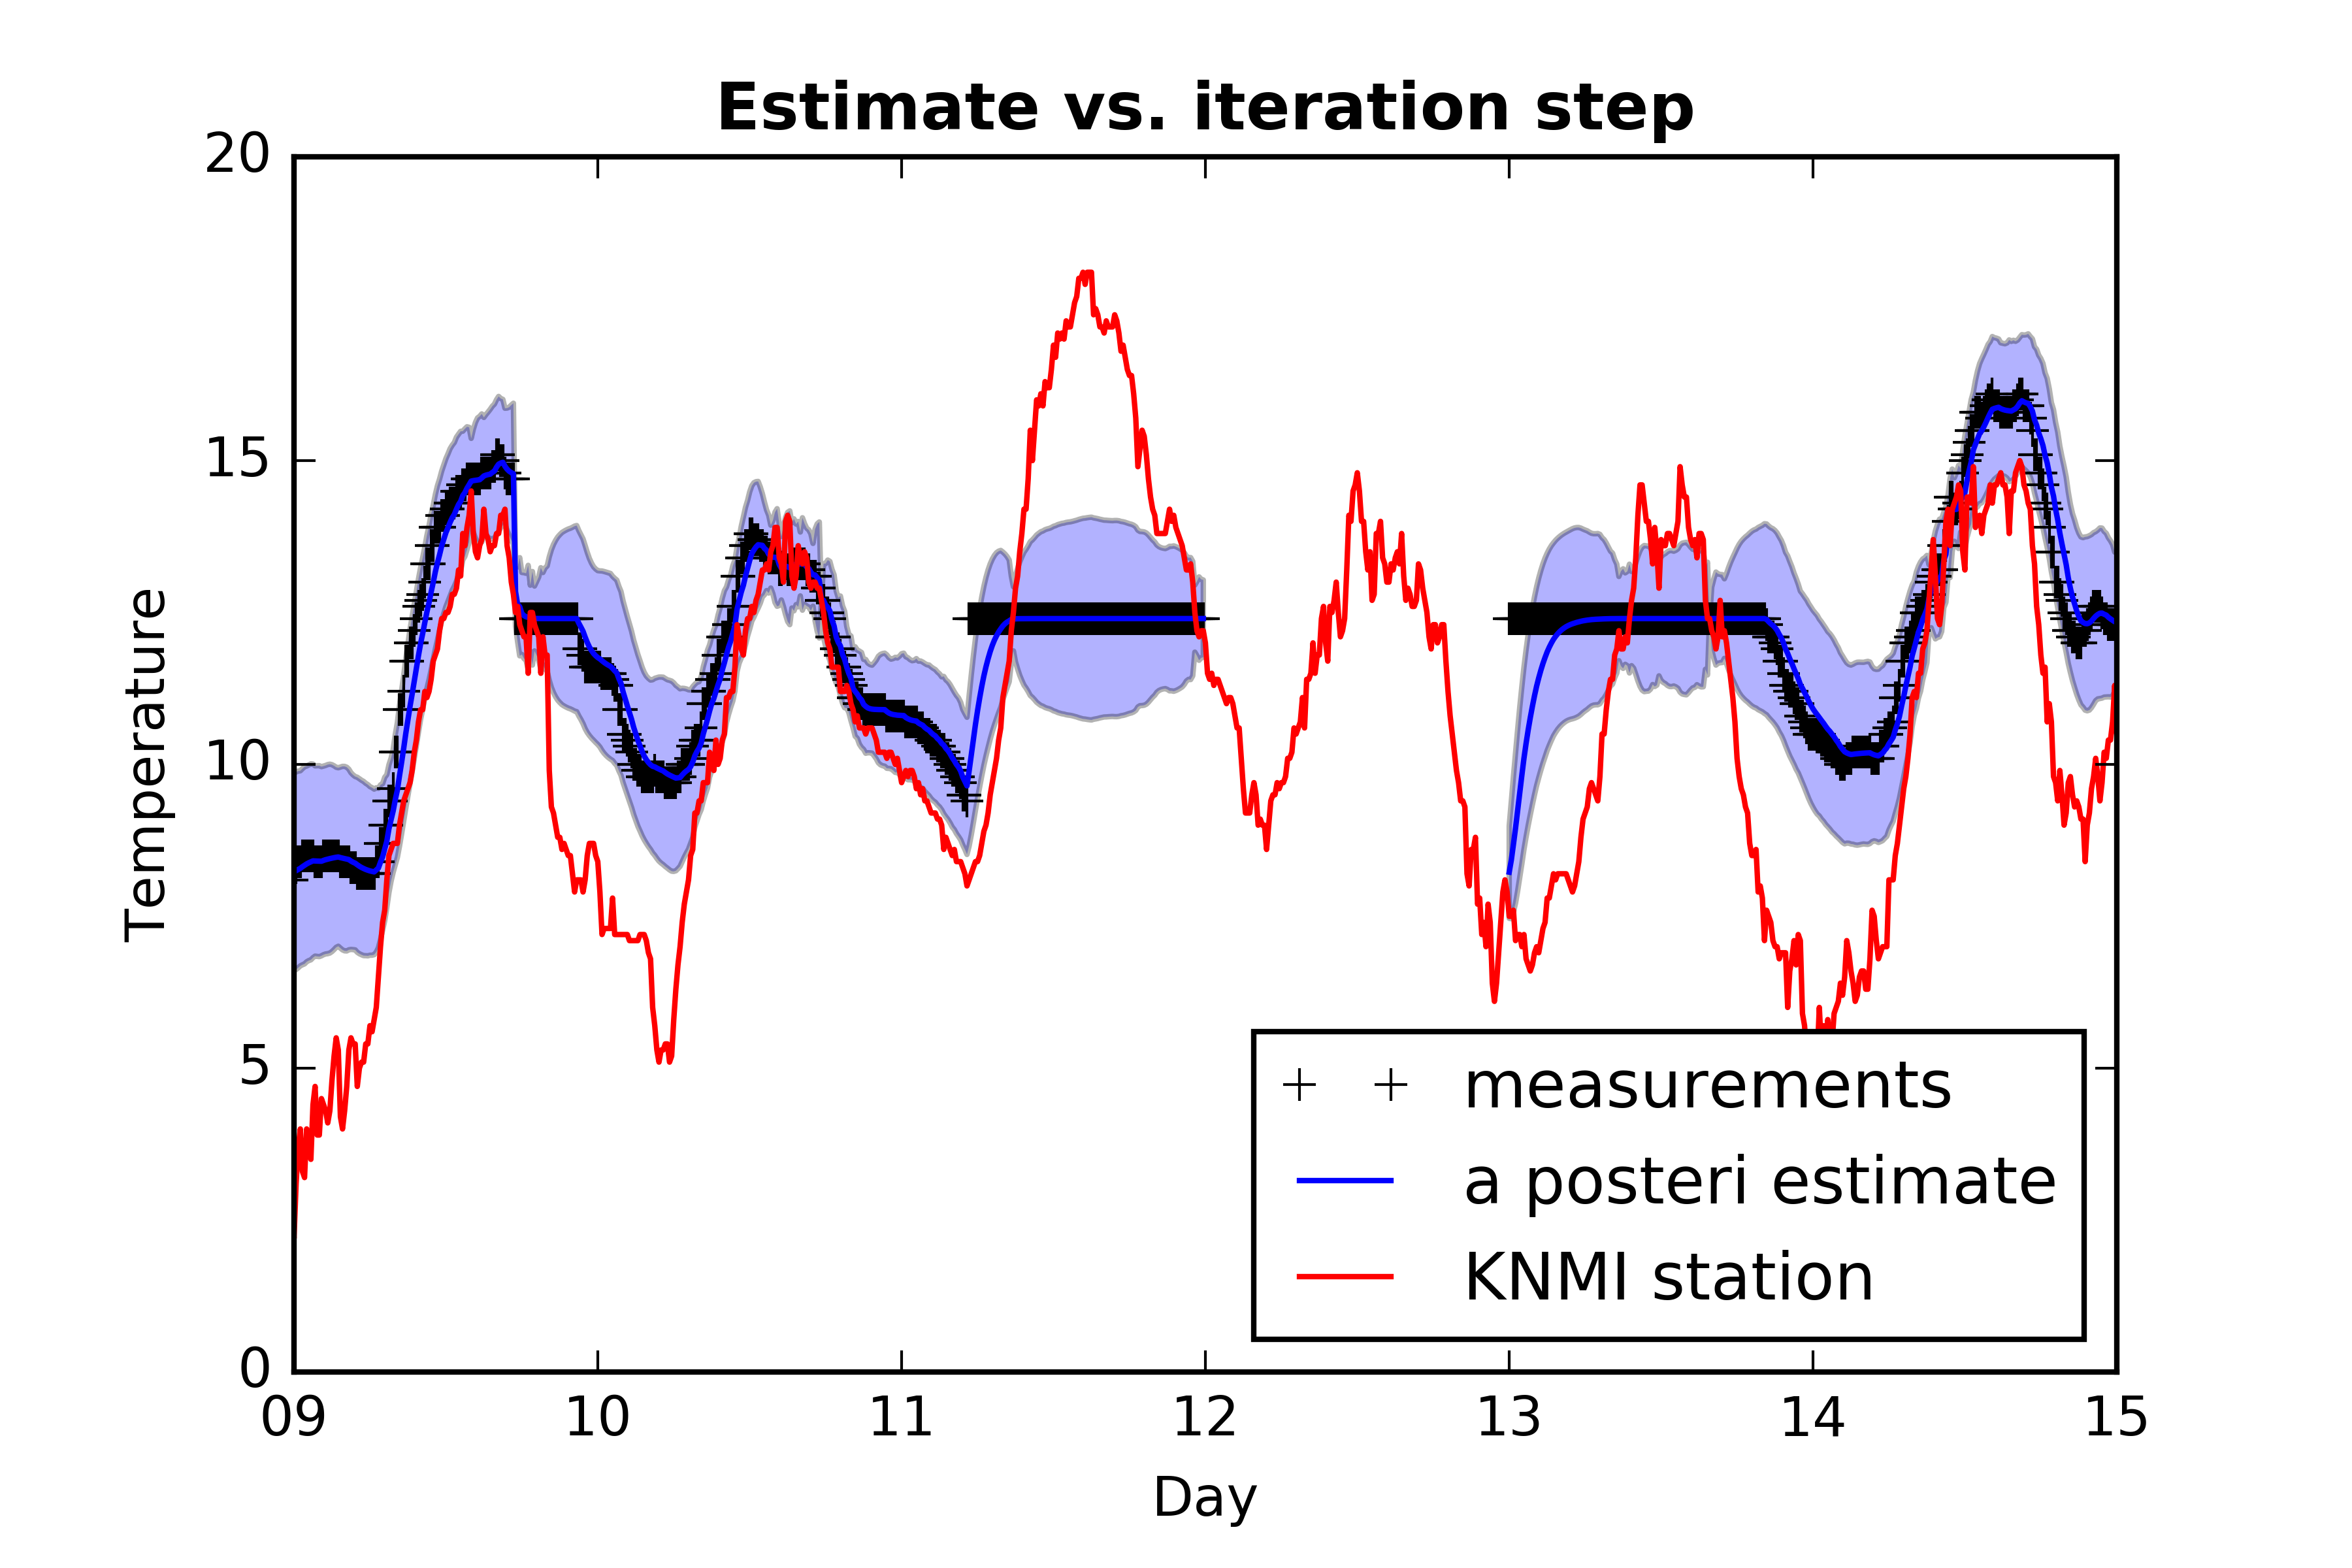 Estimate vs. iteration step
20
15
10
5
0
Temperature
09 10 11 12 13 14 15
Day
measurements
a posteri estimate
KNMI station